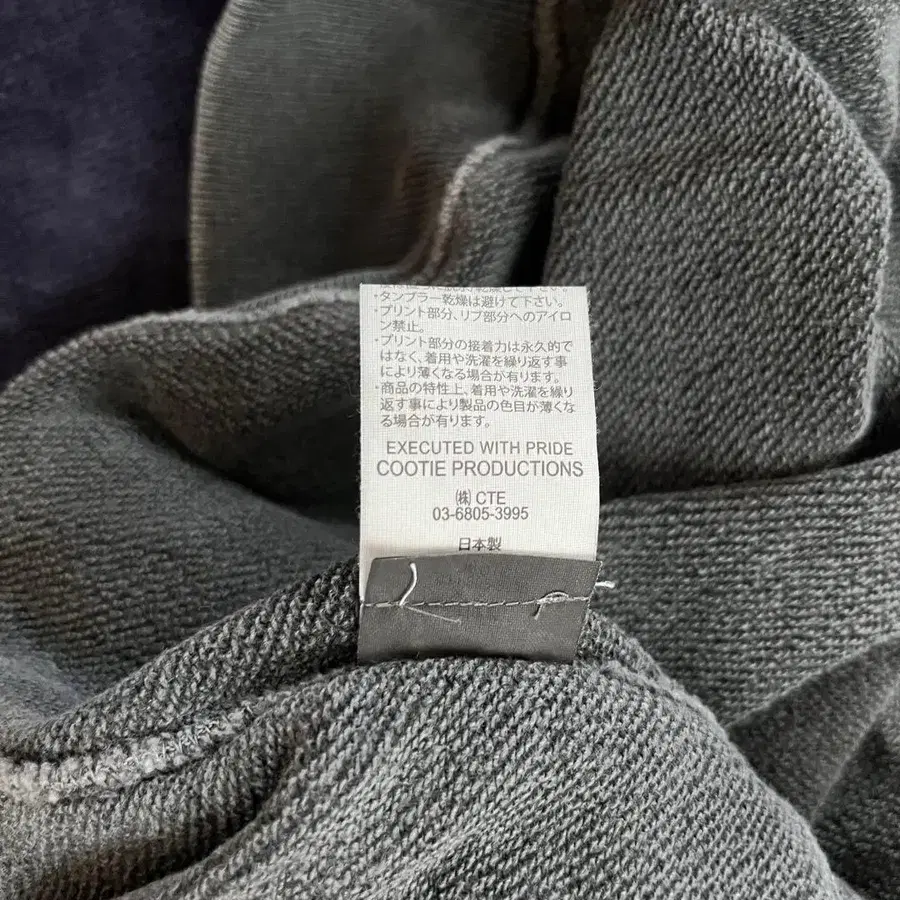 ・タンブラー乾燥は避けて下さい。
・プリント部分、リブ部分へのアイロ
ン禁止。
・プリント部分の接着力は永久的で
はなく、着用や洗濯を繰り返す事
により薄くなる場合が有ります。
・商品の特性上、着用や洗濯を繰り
返す事により製品の色目が薄くな
る場合が有ります。
EXECUTED WITH PRIDE
COOTIE PRODUCTIONS
㈱ CTE
03-6805-3995
日本製